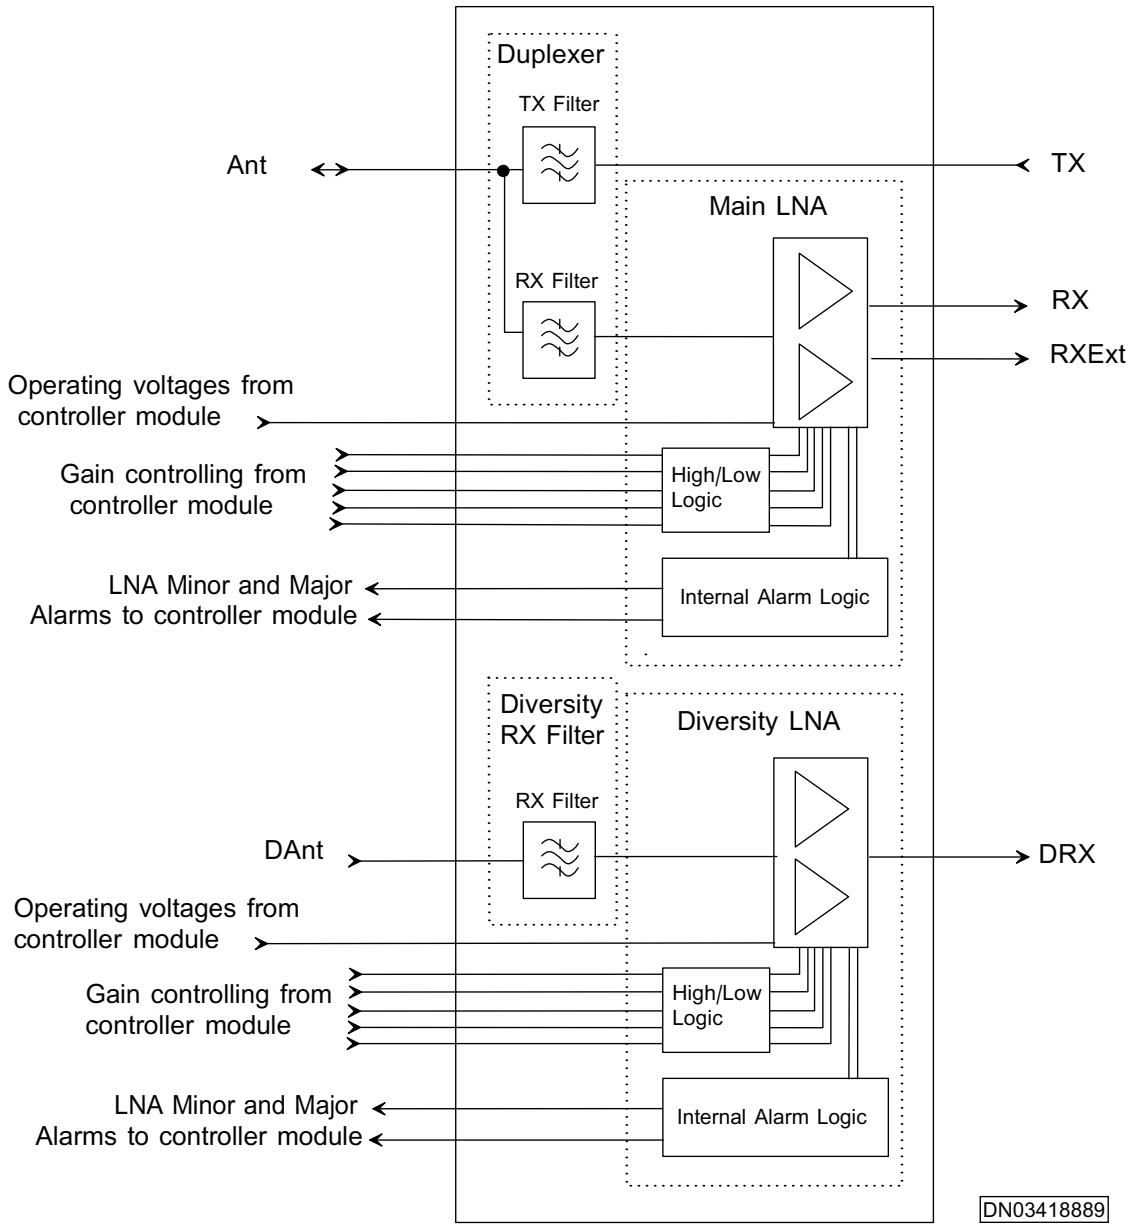 Duplexer
TX Filter
Ant
TX
Main LNA
RX Filter
RX
RXExt
Operating voltages from
controller module
Gain controlling from
controller module
High/Low
Logic
LNA Minor and Major
Alarms to controller module
Internal Alarm Logic
Diversity
RX Filter
Diversity LNA
RX Filter
DAnt
DRX
Operating voltages from
controller module
Gain controlling from
controller module
High/Low
Logic
LNA Minor and Major
Alarms to controller module
Internal Alarm Logic
DN03418889